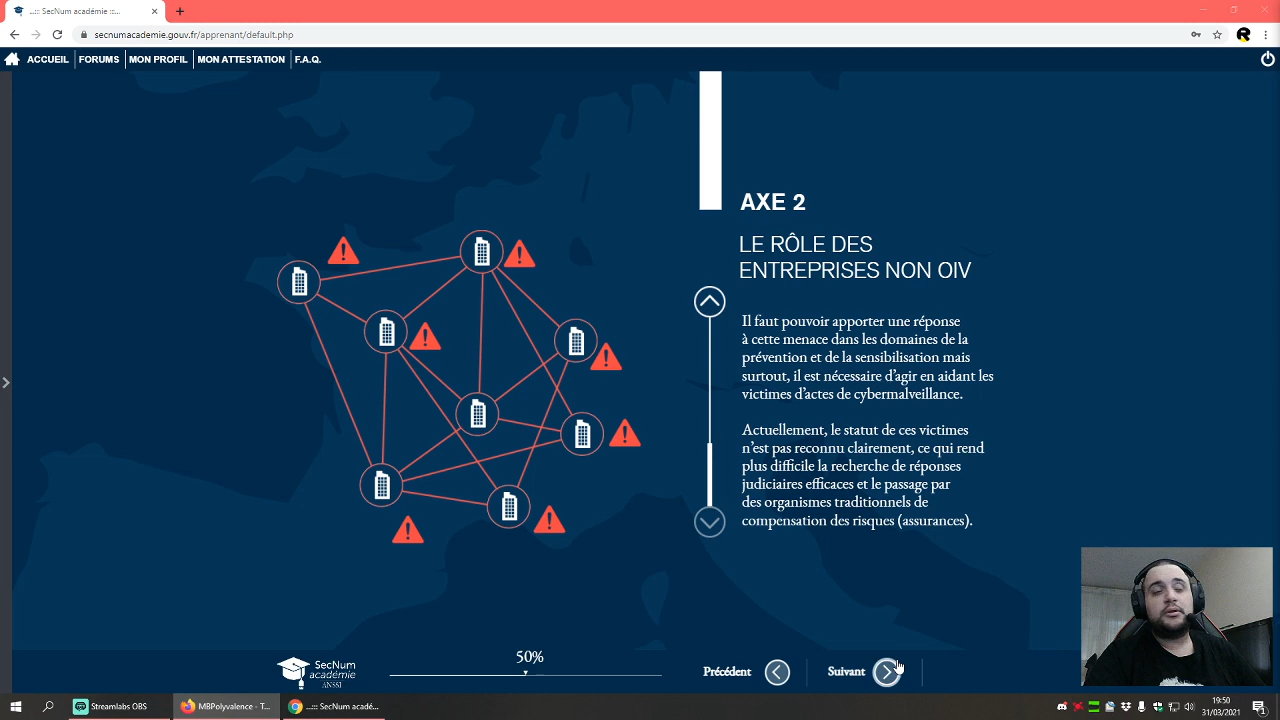 ..:: SecNum académie ::...
secnumacademie.gouv.fr/apprenant/default.php
ACCUEIL
FORUMS
MON PROFIL
MON ATTESTATION
F.A.Q.
AXE 2
LE RÔLE DES
ENTREPRISES NON OIV
Il faut pouvoir apporter une réponse
à cette menace dans les domaines de la
prévention et de la sensibilisation mais
surtout, il est nécessaire d'agir en aidant les
victimes d'actes de cybermalveillance.
Actuellement, le statut de ces victimes
n'est pas reconnu clairement, ce qui rend
plus difficile la recherche de réponses
judiciaires efficaces et le passage par
des organismes traditionnels de
compensation des risques (assurances).
SecNum
académie
ANSSI
50%
Précédent
Suivant
Streamlabs OBS
MBPolyvalence - T...
..:: SecNum acadé...
19:50
31/03/2021